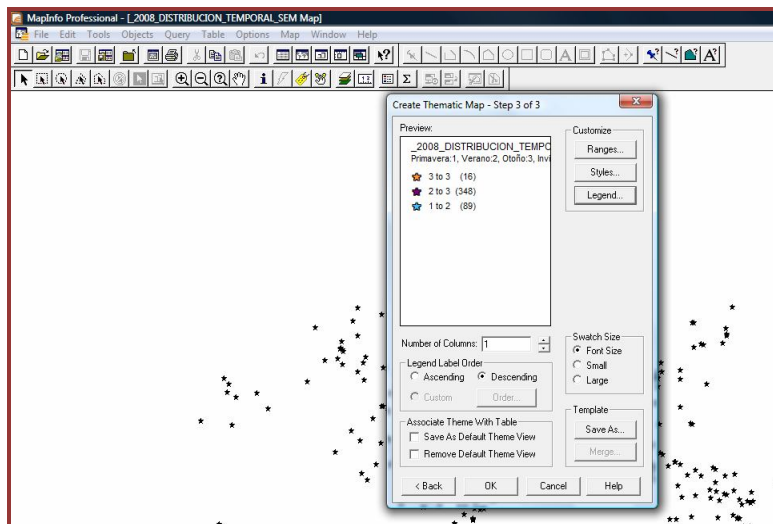 MapInfo Professional - [_2008_DISTRIBUCION_TEMPORAL_SEM Map]
File Edit Tools Objects Query Table Options Map Window Help
Create Thematic Map - Step 3 of 3
Preview:
_2008_DISTRIBUCION_TEMPC
Primavera:1, Verano:2, Otoño:3, Invi
3 to 3 (16)
2 to 3 (348)
1 to 2 (89)
Customize
Ranges...
Styles...
Legend...
Number of Columns: 1
Legend Label Order
Ascending Descending
Custom Order...
Associate Theme With Table
Save As Default Theme View
Remove Default Theme View
Swatch Size
Font Size
Small
Large
Template
Save As...
Merge...
< Back OK Cancel Help